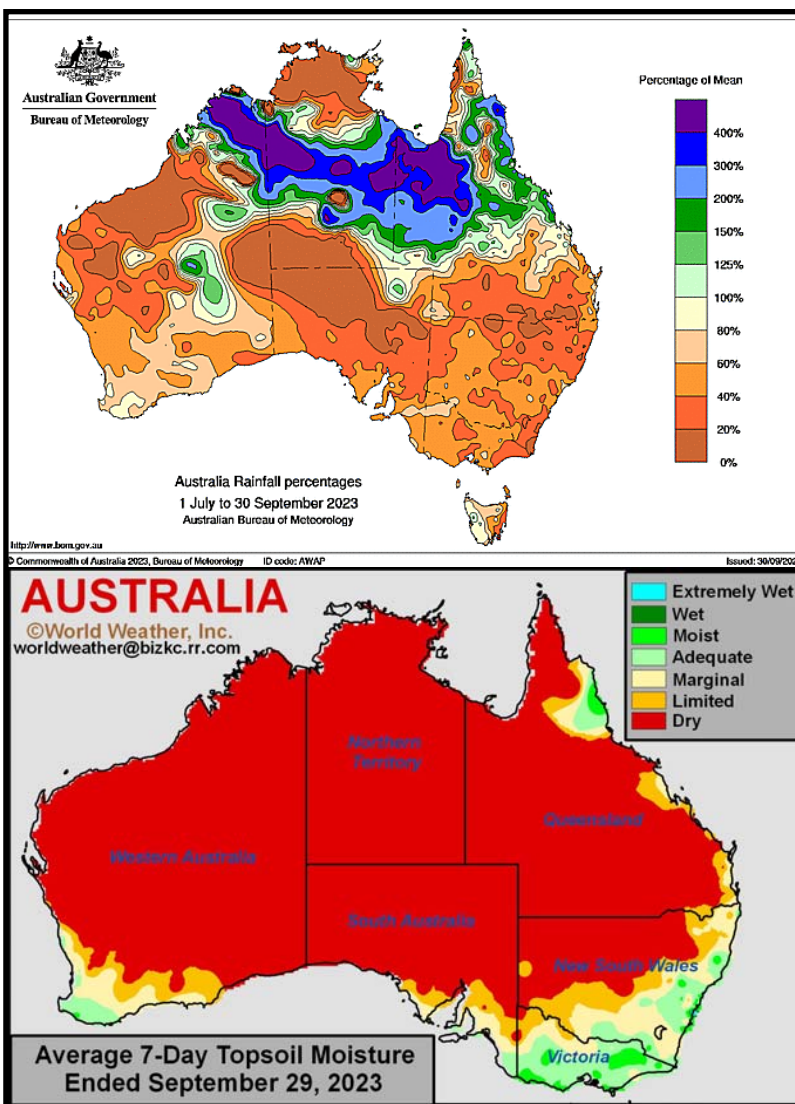 Australian Government
Bureau of Meteorology
Percentage of Mean
400%
300%
200%
150%
125%
100%
80%
60%
40%
20%
0%
Australia Rainfall percentages
1 July to 30 September 2023
Australian Bureau of Meteorology
http://www.bom.gov.au
© Commonwealth of Australia 2023, Bureau of Meteorology ID code: AWAP Issued: 30/09/202
AUSTRALIA
©World Weather, Inc.
worldweather@bizkc.rr.com
Extremely Wet
Wet
Moist
Adequate
Marginal
Limited
Dry
Northern
Territory
Queensland
Western Australia
South Australia
New South Wales
Victoria
Average 7-Day Topsoil Moisture
Ended September 29, 2023